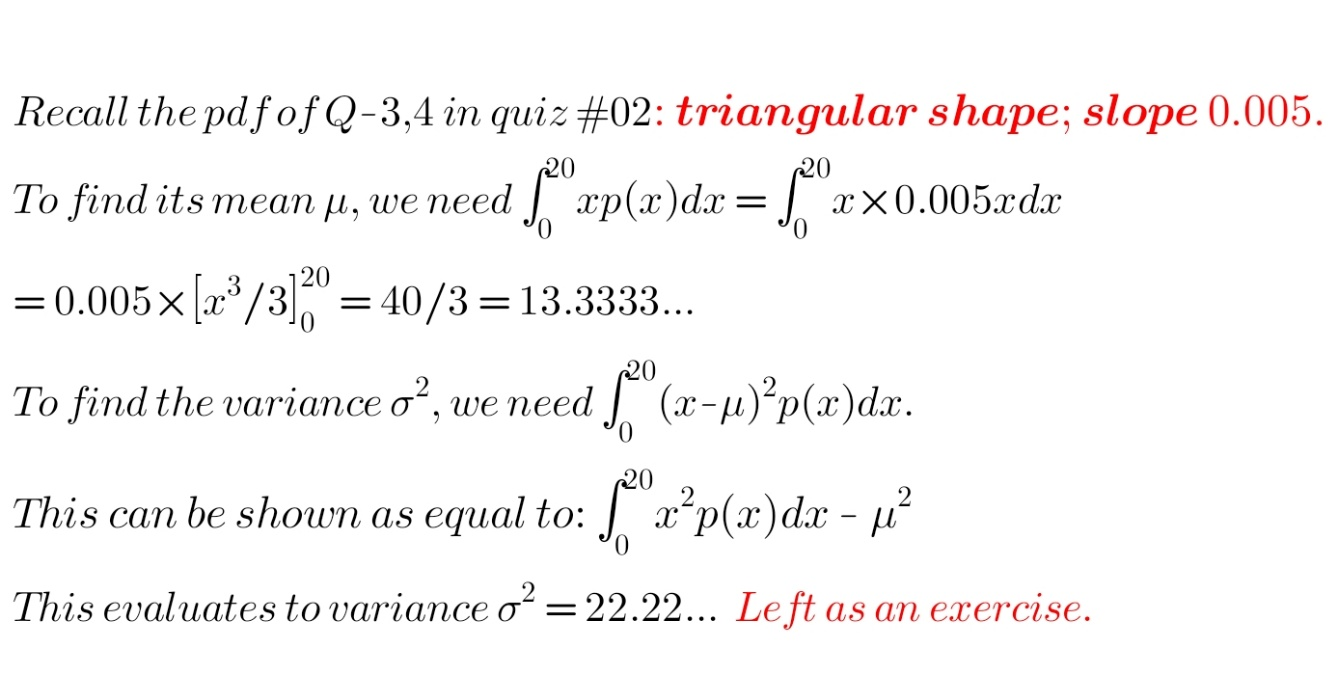 Recall the pdf of Q-3,4 in quiz #02: triangular shape; slope 0.005.
To find its mean μ, we need ∫₀²⁰ xp(x)dx = ∫₀²⁰ x×0.005xdx
= 0.005×[x³/3]₀²⁰ = 40/3 = 13.3333...
To find the variance σ², we need ∫₀²⁰ (x-μ)²p(x)dx.
This can be shown as equal to: ∫₀²⁰ x²p(x)dx - μ²
This evaluates to variance σ² = 22.22... Left as an exercise.